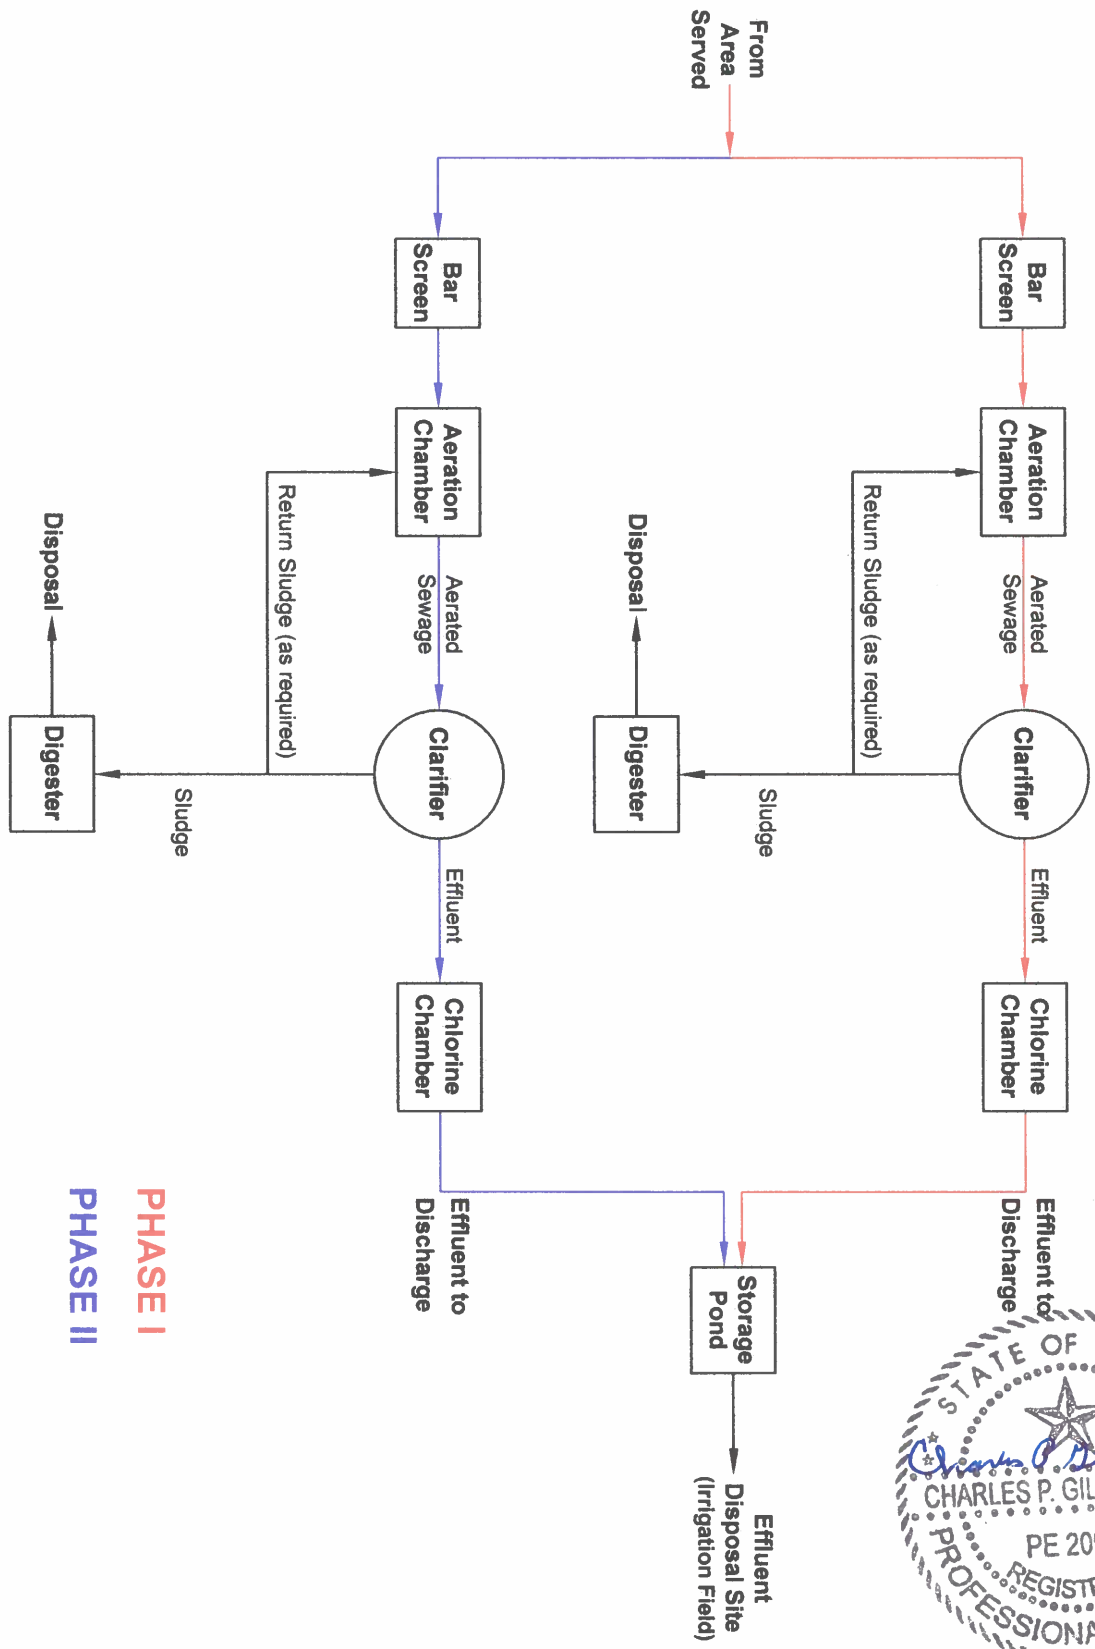 From
Area
Served
Bar
Screen
Aeration
Chamber
Aerated
Sewage
Clarifier
Effluent
Chlorine
Chamber
Effluent to
Discharge
Return Sludge (as required)
Sludge
Disposal
Digester
Storage
Pond
Effluent
Disposal Site
(Irrigation Field)
Bar
Screen
Aeration
Chamber
Aerated
Sewage
Clarifier
Effluent
Chlorine
Chamber
Effluent to
Discharge
Return Sludge (as required)
Sludge
Disposal
Digester
PHASE I
PHASE II
STATE OF
CHARLES P.
PE